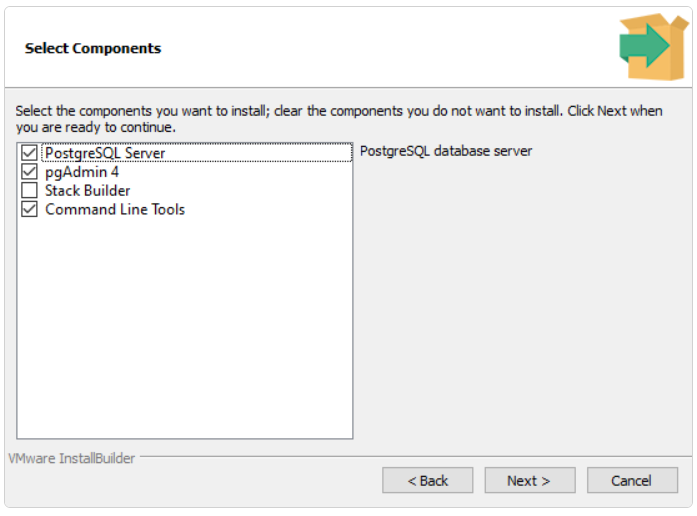 Select Components
Select the components you want to install; clear the components you do not want to install. Click Next when
you are ready to continue.
PostgreSQL Server
PostgreSQL database server
pgAdmin 4
Stack Builder
Command Line Tools
VMware InstallBuilder
< Back
Next >
Cancel